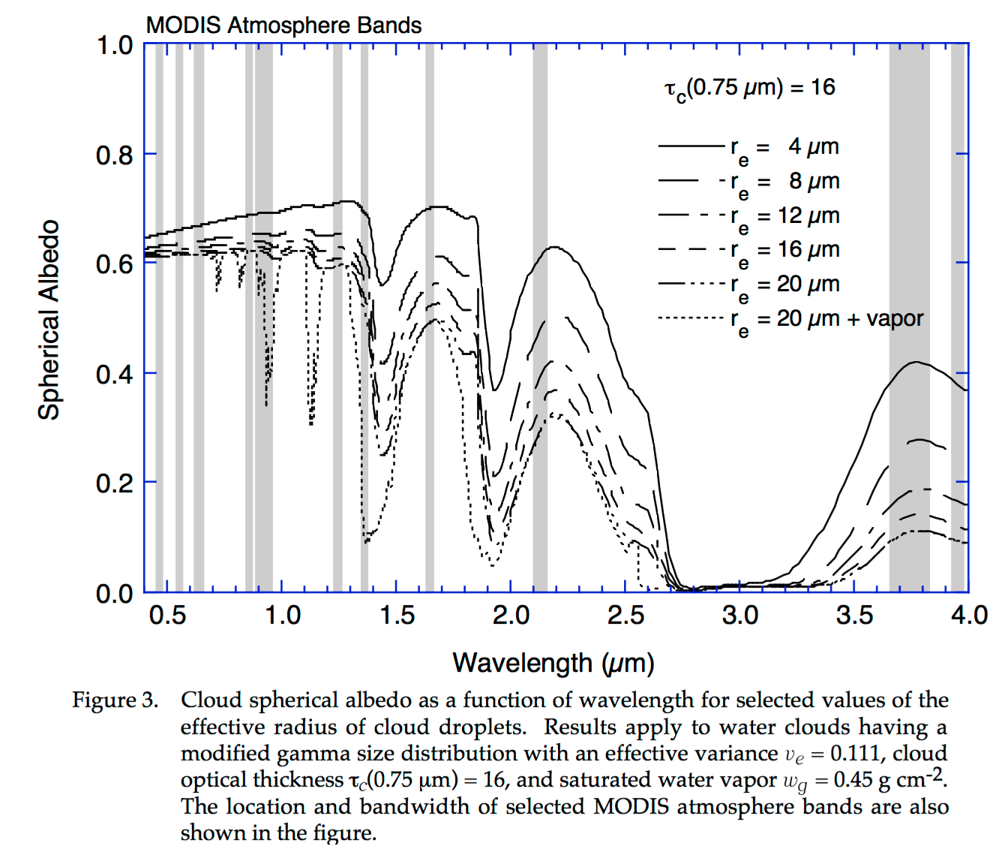 MODIS Atmosphere Bands
1.0
τc(0.75 µm) = 16
0.8
re = 4 µm
re = 8 µm
re = 12 µm
0.6
re = 16 µm
re = 20 µm
re = 20 µm + vapor
Spherical Albedo
0.4
0.2
0.0
0.5 1.0 1.5 2.0 2.5 3.0 3.5 4.0
Wavelength (µm)
Figure 3. Cloud spherical albedo as a function of wavelength for selected values of the
effective radius of cloud droplets. Results apply to water clouds having a
modified gamma size distribution with an effective variance ve = 0.111, cloud
optical thickness τc(0.75 µm) = 16, and saturated water vapor wg = 0.45 g cm-2.
The location and bandwidth of selected MODIS atmosphere bands are also
shown in the figure.